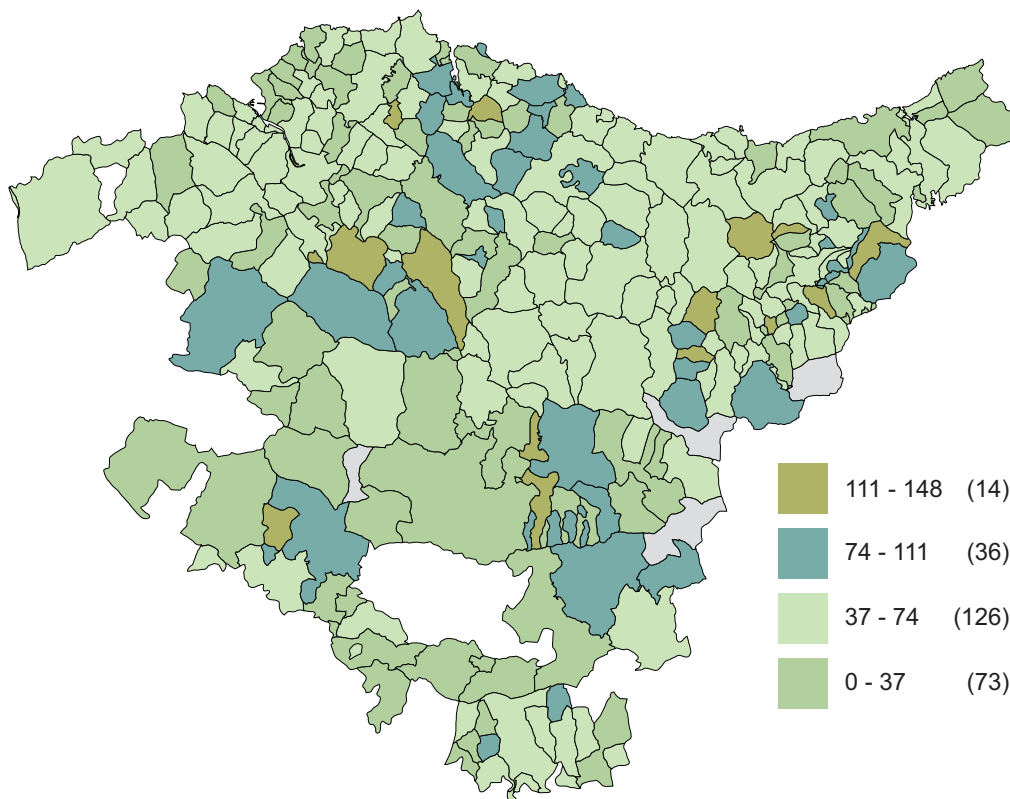 111 - 148 (14)
74 - 111 (36)
37 - 74 (126)
0 - 37 (73)